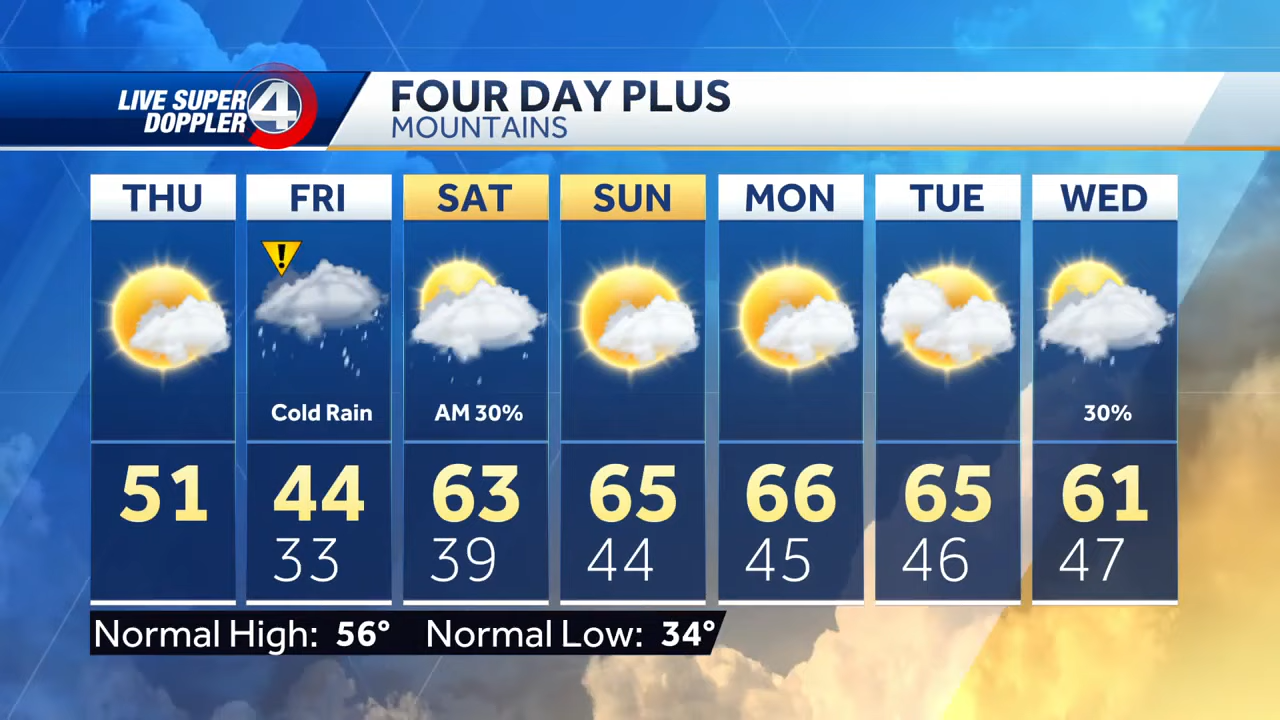 LIVE SUPER
DOPPLER 4
FOUR DAY PLUS
MOUNTAINS
THU FRI SAT SUN MON TUE WED
!
Cold Rain AM 30% 30%
51 44 63 65 66 65 61
33 39 44 45 46 47
Normal High: 56° Normal Low: 34°